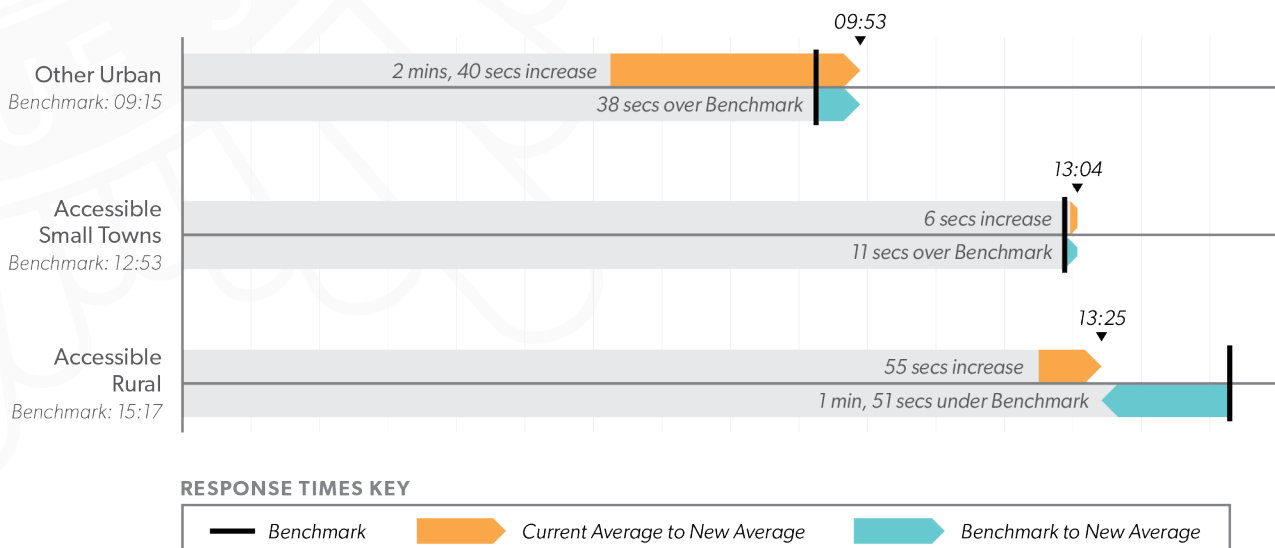 09:53
Other Urban
Benchmark: 09:15
2 mins, 40 secs increase
38 secs over Benchmark
13:04
Accessible
Small Towns
Benchmark: 12:53
6 secs increase
11 secs over Benchmark
13:25
Accessible
Rural
Benchmark: 15:17
55 secs increase
1 min, 51 secs under Benchmark
RESPONSE TIMES KEY
Benchmark
Current Average to New Average
Benchmark to New Average